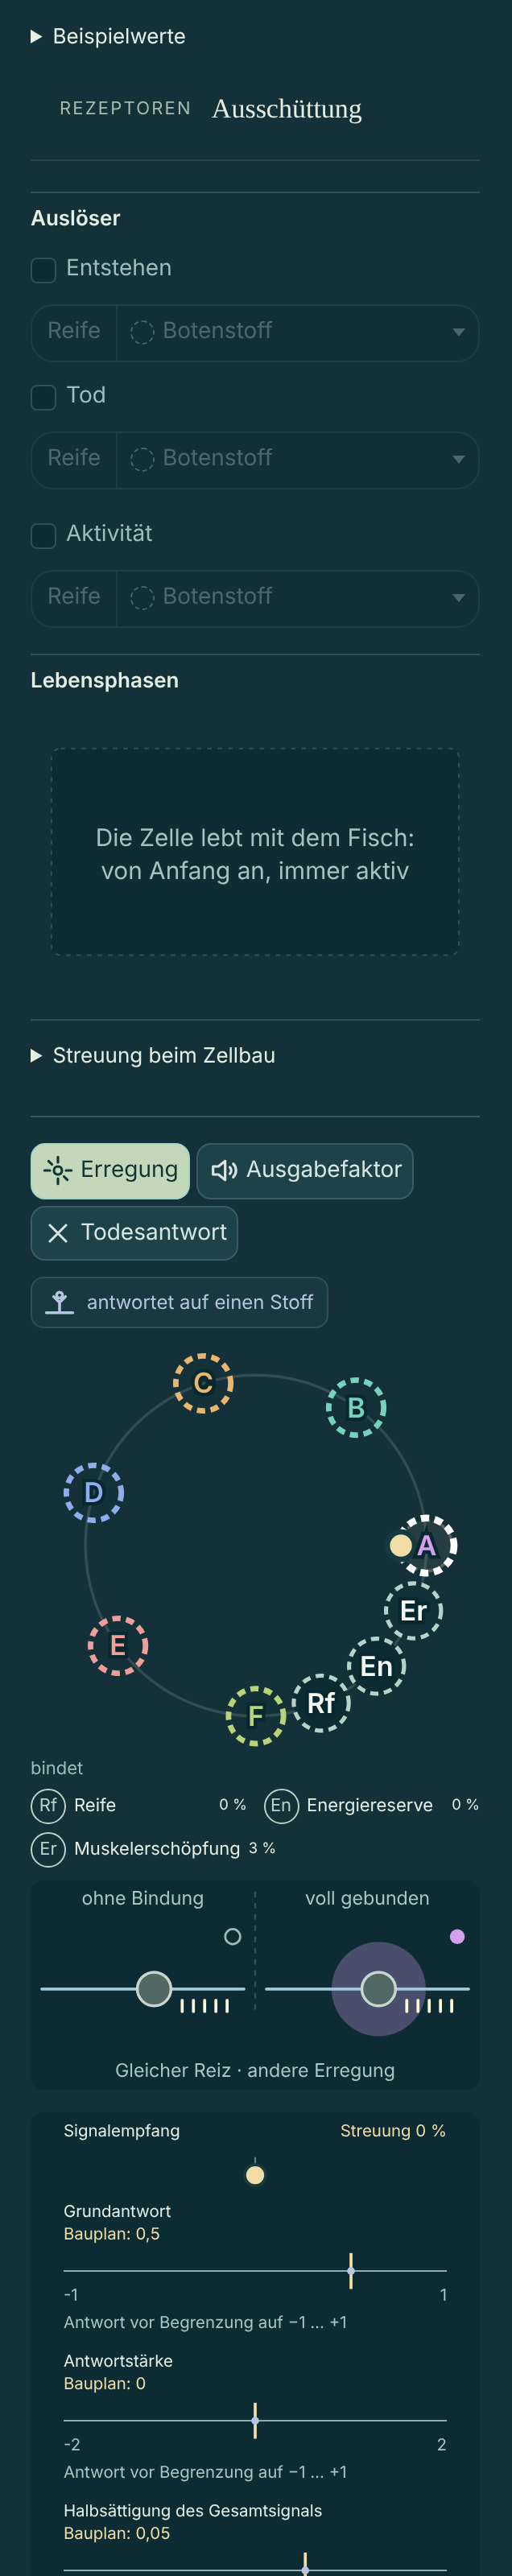 Beispielwerte
REZEPTOREN Ausschüttung
Auslöser
Entstehen
Reife Botenstoff
Tod
Reife Botenstoff
Aktivität
Reife Botenstoff
Lebensphasen
Die Zelle lebt mit dem Fisch:
von Anfang an, immer aktiv
Streuung beim Zellbau
Erregung Ausgabefaktor
Todesantwort
antwortet auf einen Stoff
C
B
D
A
Er
E
En
Rf
F
bindet
Rf Reife 0 % En Energiereserve 0 %
Er Muskelerschöpfung 3 %
ohne Bindung voll gebunden
Gleicher Reiz · andere Erregung
Signalempfang Streuung 0 %
Grundantwort
Bauplan: 0,5
-1 1
Antwort vor Begrenzung auf −1 … +1
Antwortstärke
Bauplan: 0
-2 2
Antwort vor Begrenzung auf −1 … +1
Halbsättigung des Gesamtsignals
Bauplan: 0,05